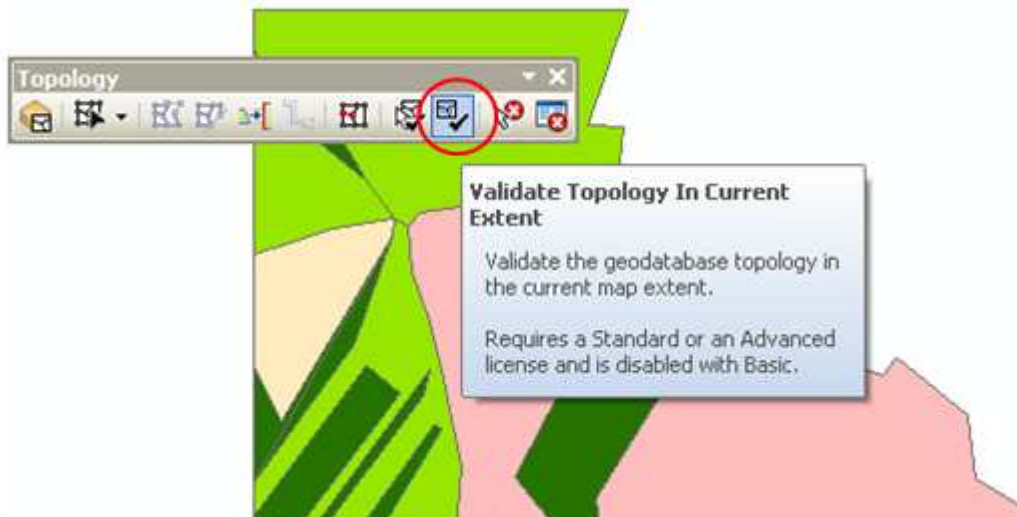 Topology
Validate Topology In Current
Extent
Validate the geodatabase topology in
the current map extent.
Requires a Standard or an Advanced
license and is disabled with Basic.